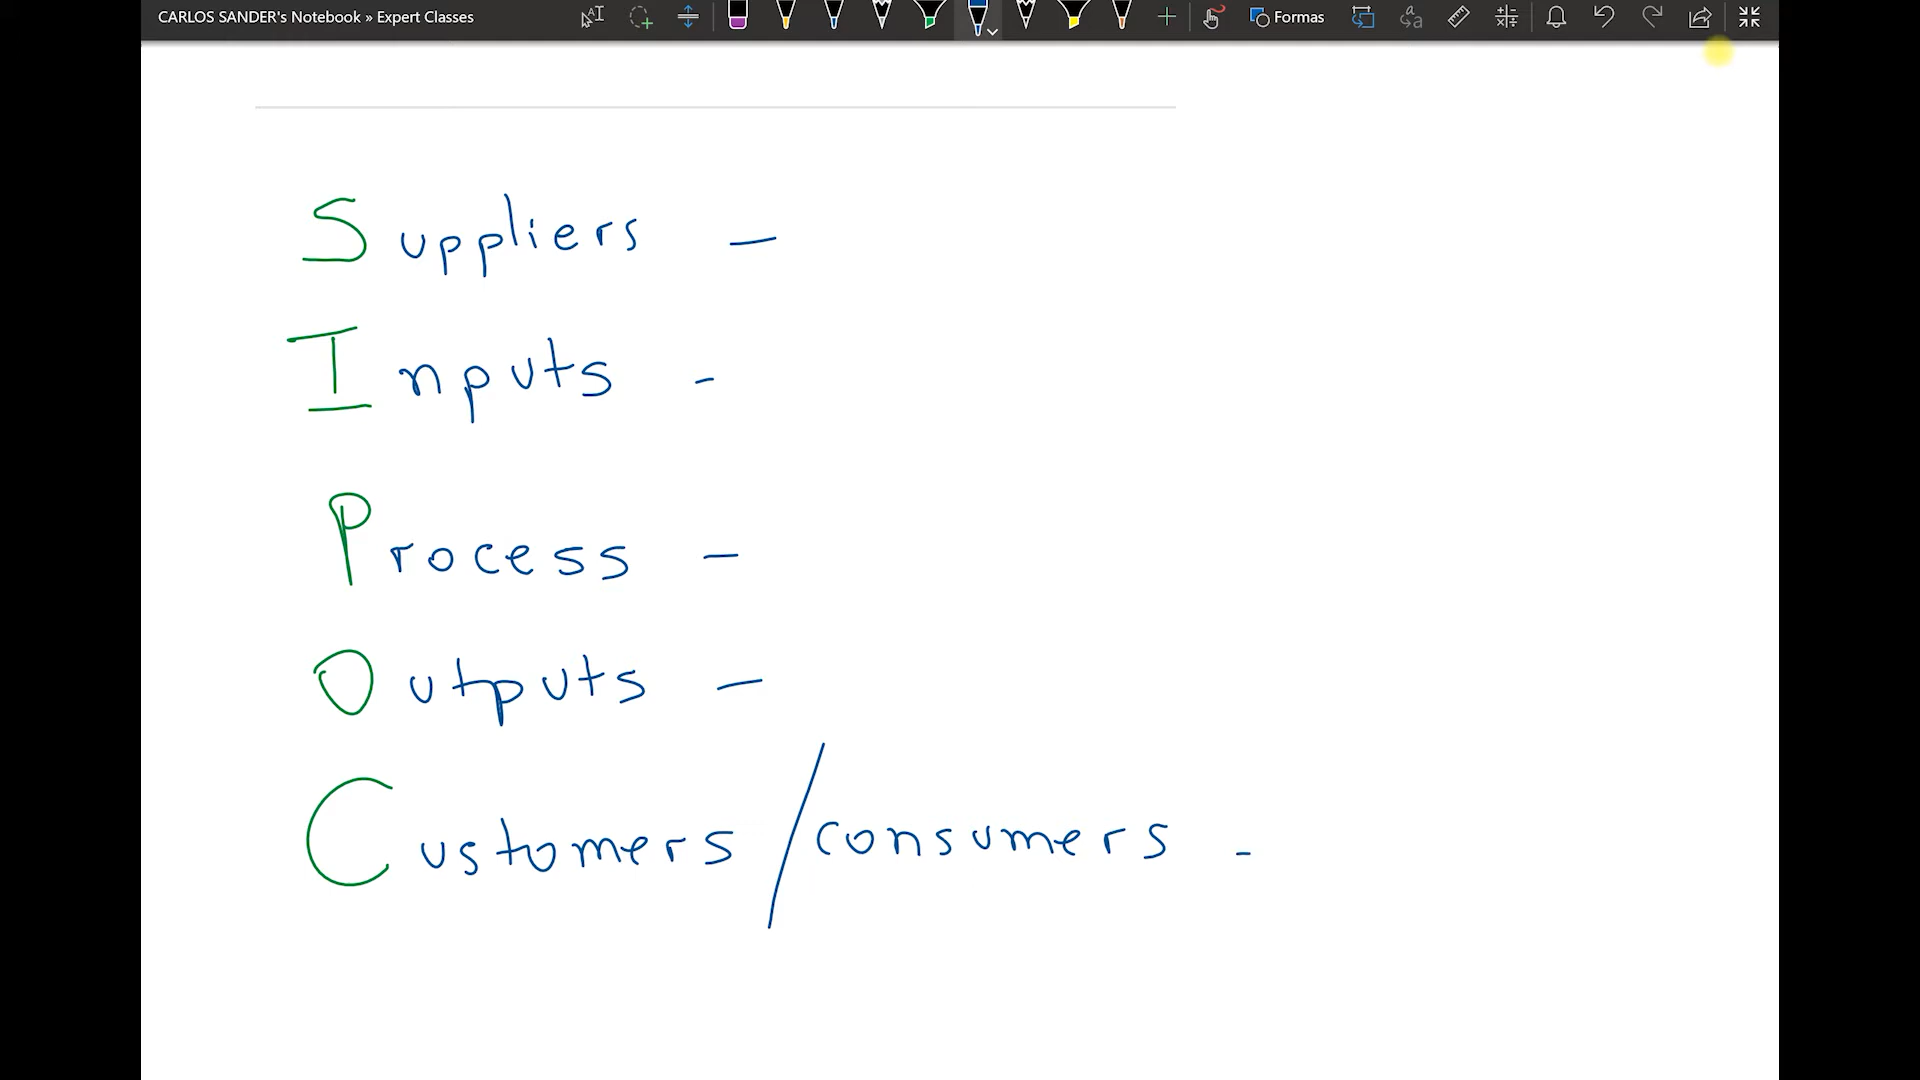 CARLOS SANDER's Notebook » Expert Classes
Formas
Suppliers -
Inputs -
Process -
Outputs -
Customers/consumers -